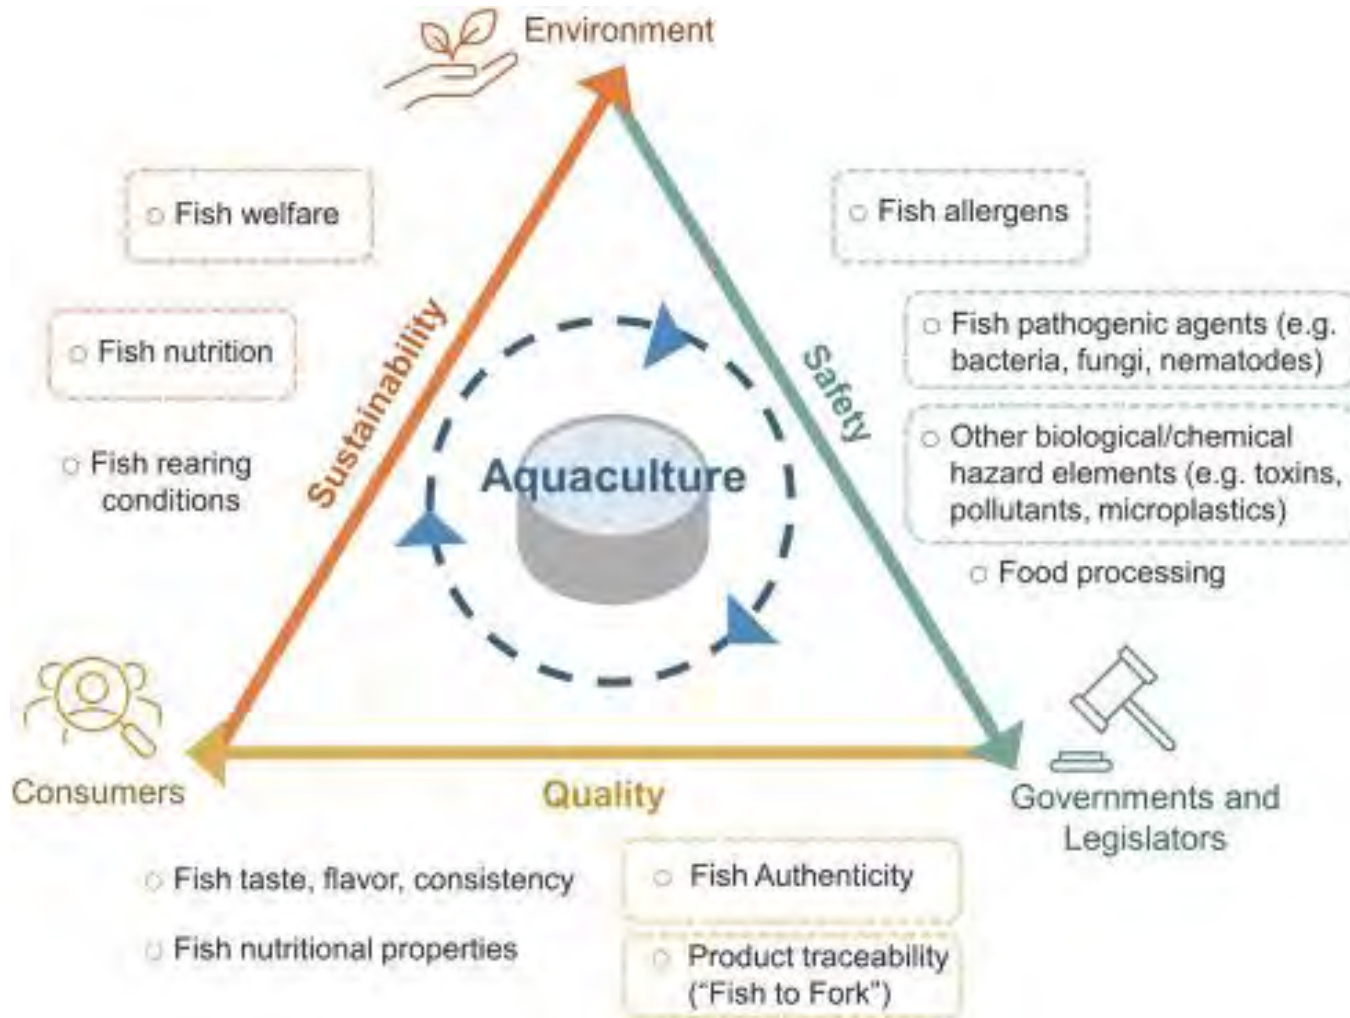 Environment
Fish welfare
Fish nutrition
Fish rearing
conditions
Sustainability
Aquaculture
Safety
Fish allergens
Fish pathogenic agents (e.g.
bacteria, fungi, nematodes)
Other biological/chemical
hazard elements (e.g. toxins,
pollutants, microplastics)
Food processing
Consumers
Quality
Governments and
Legislators
Fish taste, flavor, consistency
Fish nutritional properties
Fish Authenticity
Product traceability
("Fish to Fork")